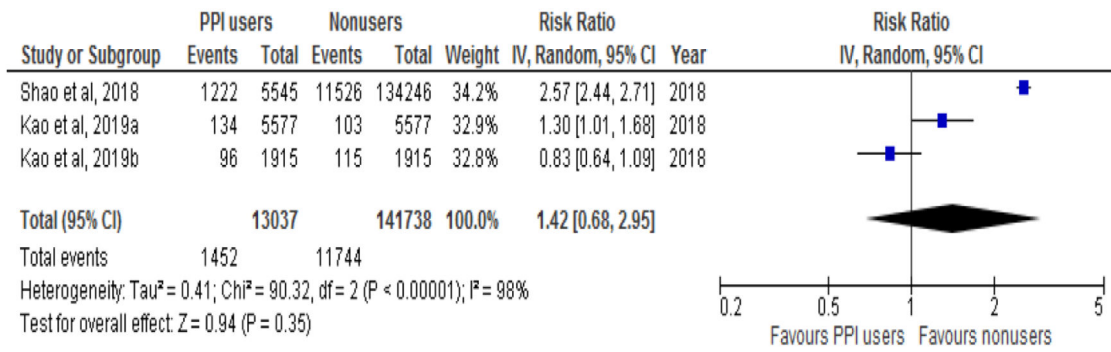 PPI users Nonusers Risk Ratio Risk Ratio
Study or Subgroup Events Total Events Total Weight IV, Random, 95% CI Year IV, Random, 95% CI
Shao et al, 2018 1222 5545 11526 134246 34.2% 2.57 [2.44, 2.71] 2018
Kao et al, 2019a 134 5577 103 5577 32.9% 1.30 [1.01, 1.68] 2018
Kao et al, 2019b 96 1915 115 1915 32.8% 0.83 [0.64, 1.09] 2018
Total (95% CI) 13037 141738 100.0% 1.42 [0.68, 2.95]
Total events 1452 11744
Heterogeneity: Tau² = 0.41; Chi² = 90.32, df = 2 (P < 0.00001); I² = 98%
Test for overall effect: Z = 0.94 (P = 0.35)
0.2 0.5 1 2 5
Favours PPI users Favours nonusers